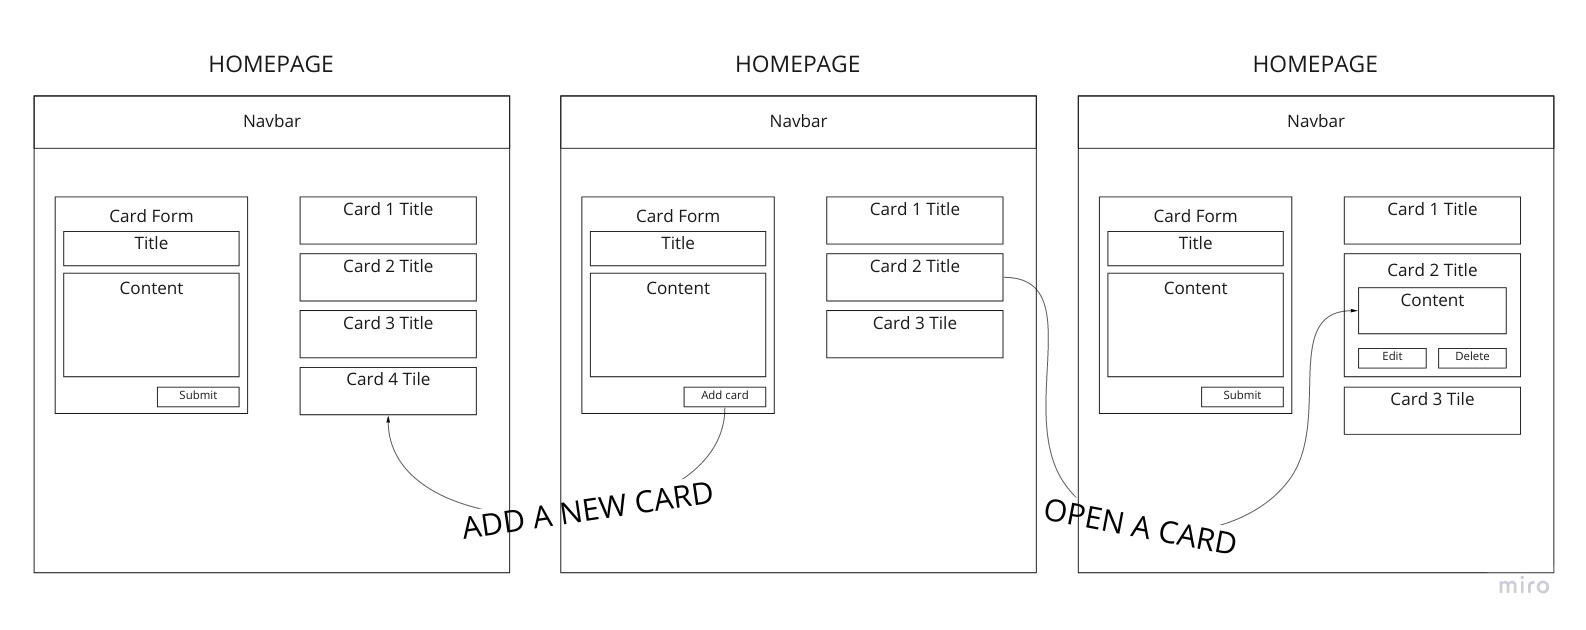 HOMEPAGE
Navbar
Card Form
Title
Content
Submit
Card 1 Title
Card 2 Title
Card 3 Title
Card 4 Tile
ADD A NEW CARD
HOMEPAGE
Navbar
Card Form
Title
Content
Add card
Card 1 Title
Card 2 Title
Card 3 Tile
OPEN A CARD
HOMEPAGE
Navbar
Card Form
Title
Content
Submit
Card 1 Title
Card 2 Title
Content
Edit
Delete
Card 3 Tile
miro